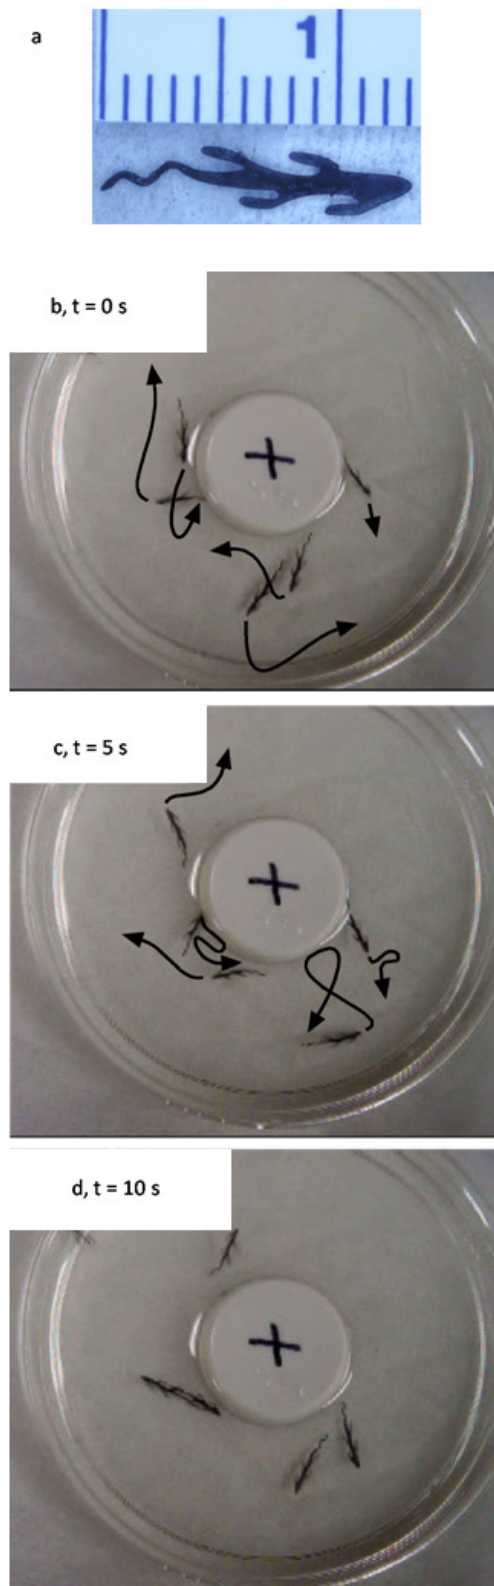 a
1
b, t = 0 s
+
c, t = 5 s
+
d, t = 10 s
+